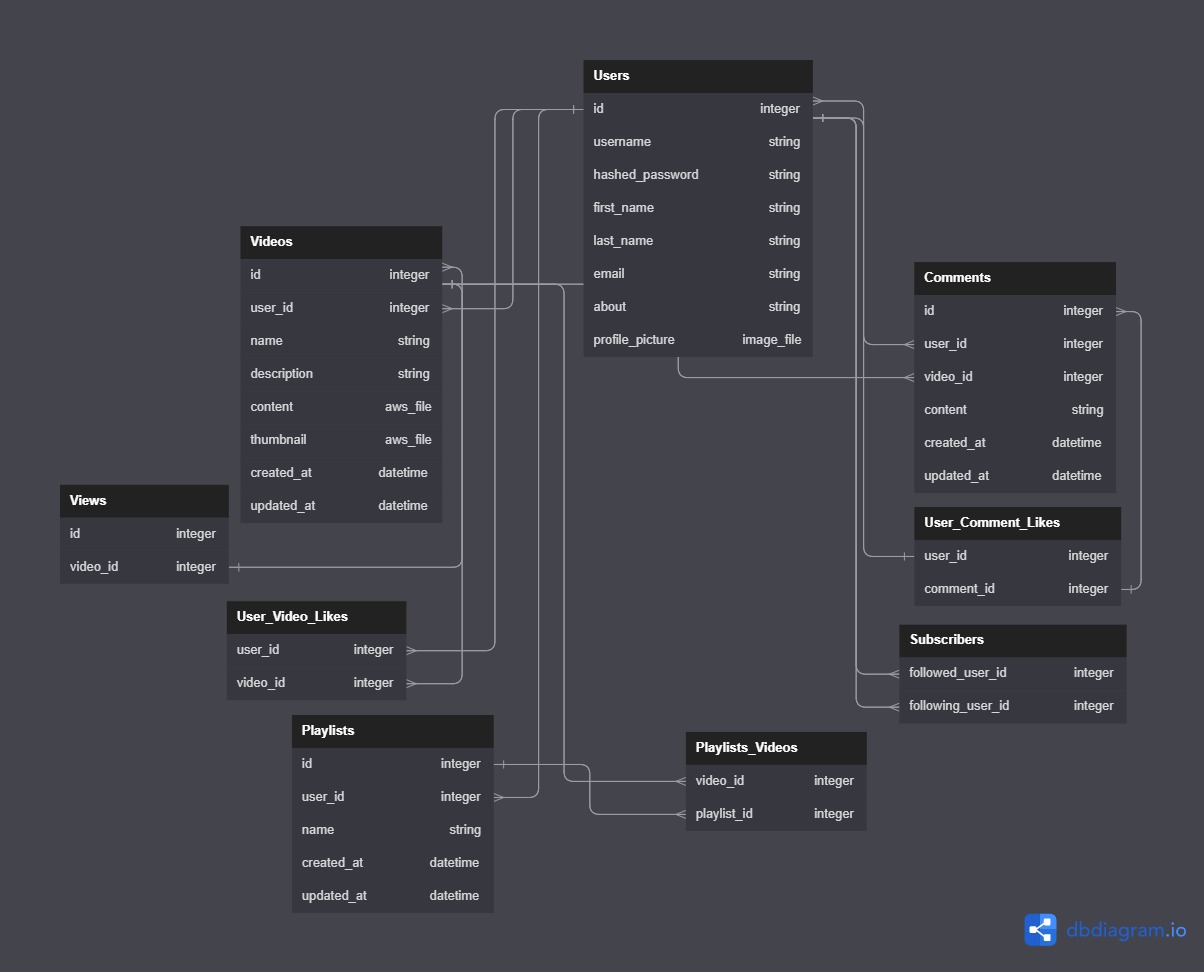 Users
id integer
username string
hashed_password string
first_name string
last_name string
email string
about string
profile_picture image_file
Videos
id integer
user_id integer
name string
description string
content aws_file
thumbnail aws_file
created_at datetime
updated_at datetime
Comments
id integer
user_id integer
video_id integer
content string
created_at datetime
updated_at datetime
Views
id integer
video_id integer
User_Comment_Likes
user_id integer
comment_id integer
User_Video_Likes
user_id integer
video_id integer
Subscribers
followed_user_id integer
following_user_id integer
Playlists
id integer
user_id integer
name string
created_at datetime
updated_at datetime
Playlists_Videos
video_id integer
playlist_id integer
dbdiagram.io